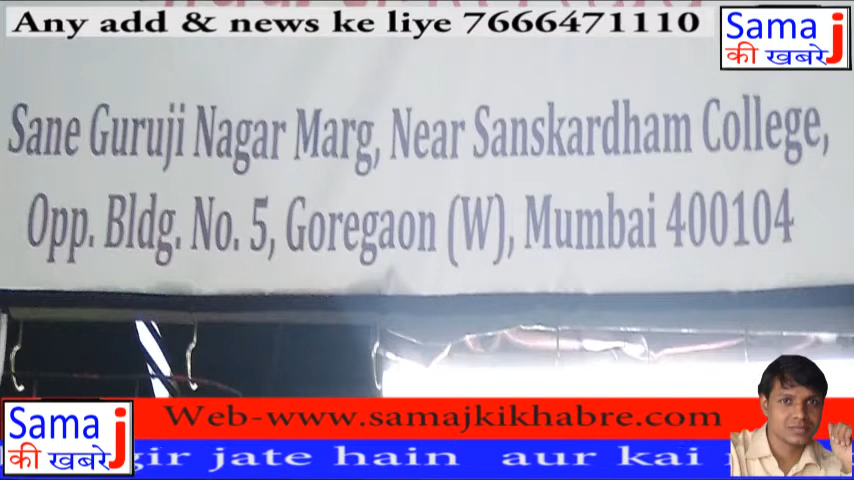 Any add & news ke liye 7666471110
Sama j
की खबरे
Sane Guruji Nagar Marg, Near Sanskardham College,
Opp. Bldg. No. 5, Goregaon (W), Mumbai 400104
Web-www.samajkikhabre.com
Sama j
की खबरे
gir jate hain aur kai